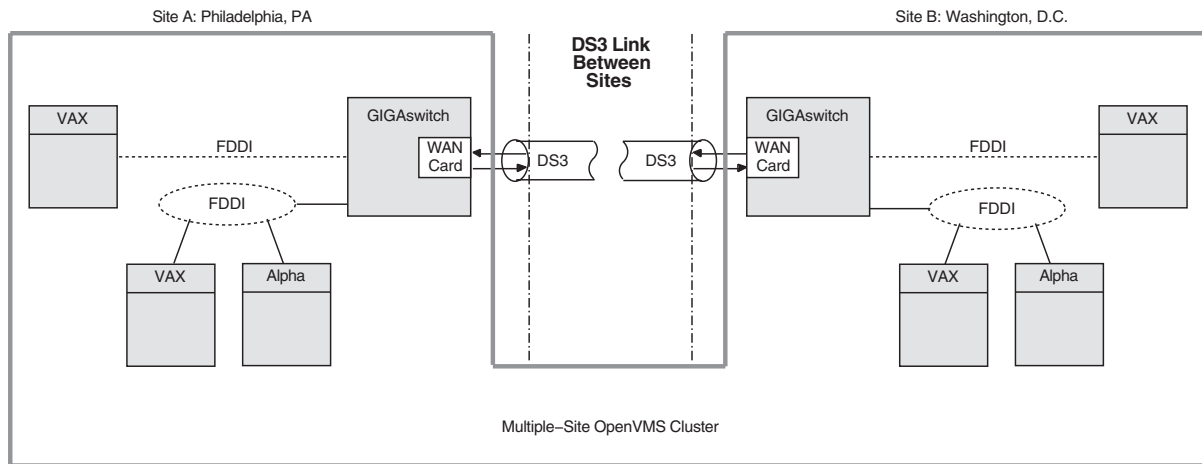 Site A: Philadelphia, PA
Site B: Washington, D.C.
DS3 Link
Between
Sites
VAX
FDDI
GIGAswitch
WAN
Card
DS3
DS3
GIGAswitch
WAN
Card
FDDI
VAX
FDDI
FDDI
VAX
Alpha
VAX
Alpha
Multiple–Site OpenVMS Cluster